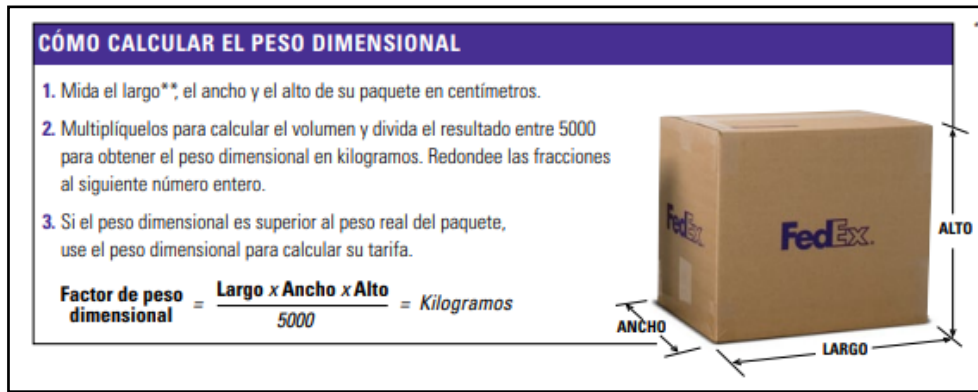 CÓMO CALCULAR EL PESO DIMENSIONAL
1. Mida el largo**, el ancho y el alto de su paquete en centímetros.
2. Multiplíquelos para calcular el volumen y divida el resultado entre 5000
para obtener el peso dimensional en kilogramos. Redondee las fracciones
al siguiente número entero.
3. Si el peso dimensional es superior al peso real del paquete,
use el peso dimensional para calcular su tarifa.
Factor de peso dimensional = Largo x Ancho x Alto / 5000 = Kilogramos
FedEx
FedEx.
ALTO
ANCHO
LARGO